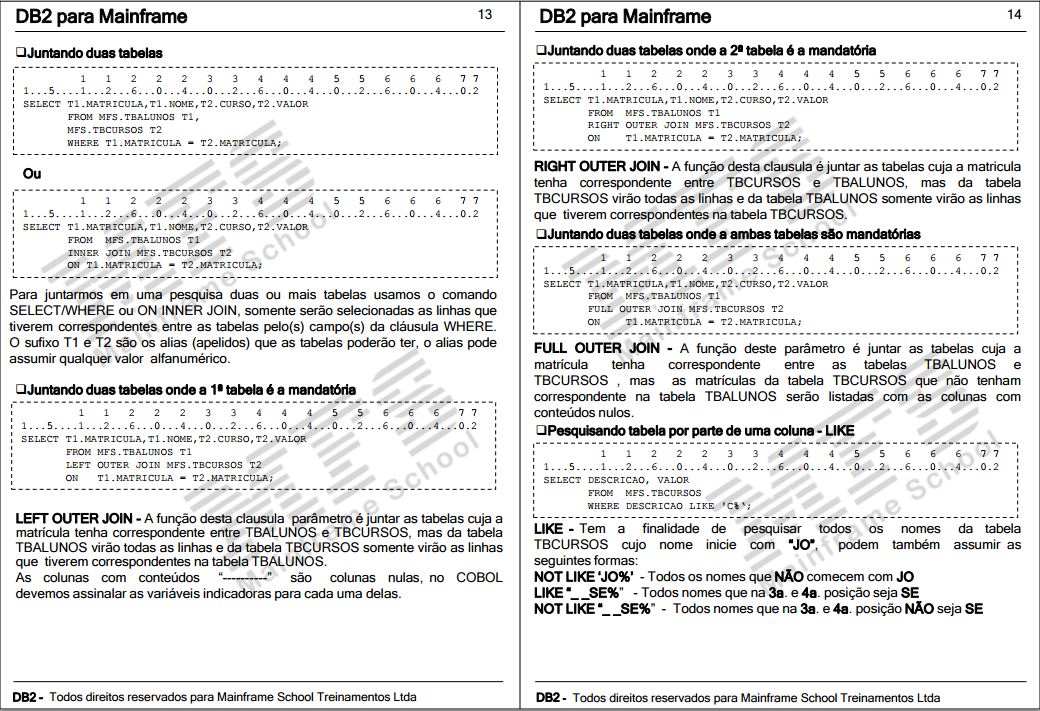 DB2 para Mainframe 13
❑Juntando duas tabelas
1 1 2 2 2 3 3 4 4 4 5 5 6 6 6 7 7
1...5....1...2...6...0...4...0...2...6...0...4...0...2...6...0...4...0.2
SELECT T1.MATRICULA,T1.NOME,T2.CURSO,T2.VALOR
FROM MFS.TBALUNOS T1,
MFS.TBCURSOS T2
WHERE T1.MATRICULA = T2.MATRICULA;
Ou
1 1 2 2 2 3 3 4 4 4 5 5 6 6 6 7 7
1...5....1...2...6...0...4...0...2...6...0...4...0...2...6...0...4...0.2
SELECT T1.MATRICULA,T1.NOME,T2.CURSO,T2.VALOR
FROM MFS.TBALUNOS T1
INNER JOIN MFS.TBCURSOS T2
ON T1.MATRICULA = T2.MATRICULA;
Para juntarmos em uma pesquisa duas ou mais tabelas usamos o comando
SELECT/WHERE ou ON INNER JOIN, somente serão selecionadas as linhas que
tiverem correspondentes entre as tabelas pelo(s) campo(s) da cláusula WHERE.
O sufixo T1 e T2 são os alias (apelidos) que as tabelas poderão ter, o alias pode
assumir qualquer valor alfanumérico.
❑Juntando duas tabelas onde a 1ª tabela é a mandatória
1 1 2 2 2 3 3 4 4 4 5 5 6 6 6 7 7
1...5....1...2...6...0...4...0...2...6...0...4...0...2...6...0...4...0.2
SELECT T1.MATRICULA,T1.NOME,T2.CURSO,T2.VALOR
FROM MFS.TBALUNOS T1
LEFT OUTER JOIN MFS.TBCURSOS T2
ON T1.MATRICULA = T2.MATRICULA;
LEFT OUTER JOIN - A função desta clausula parâmetro é juntar as tabelas cuja a
matrícula tenha correspondente entre TBALUNOS e TBCURSOS, mas da tabela
TBALUNOS virão todas as linhas e da tabela TBCURSOS somente virão as linhas
que tiverem correspondentes na tabela TBALUNOS.
As colunas com conteúdos “----------” são colunas nulas, no COBOL
devemos assinalar as variáveis indicadoras para cada uma delas.
DB2 - Todos direitos reservados para Mainframe School Treinamentos Ltda
DB2 para Mainframe 14
❑Juntando duas tabelas onde a 2ª tabela é a mandatória
1 1 2 2 2 3 3 4 4 4 5 5 6 6 6 7 7
1...5....1...2...6...0...4...0...2...6...0...4...0...2...6...0...4...0.2
SELECT T1.MATRICULA,T1.NOME,T2.CURSO,T2.VALOR
FROM MFS.TBALUNOS T1
RIGHT OUTER JOIN MFS.TBCURSOS T2
ON T1.MATRICULA = T2.MATRICULA;
RIGHT OUTER JOIN - A função desta clausula é juntar as tabelas cuja a matricula
tenha correspondente entre TBCURSOS e TBALUNOS, mas da tabela
TBCURSOS virão todas as linhas e da tabela TBALUNOS somente virão as linhas
que tiverem correspondentes na tabela TBCURSOS.
❑Juntando duas tabelas onde a ambas tabelas são mandatórias
1 1 2 2 2 3 3 4 4 4 5 5 6 6 6 7 7
1...5....1...2...6...0...4...0...2...6...0...4...0...2...6...0...4...0.2
SELECT T1.MATRICULA,T1.NOME,T2.CURSO,T2.VALOR
FROM MFS.TBALUNOS T1
FULL OUTER JOIN MFS.TBCURSOS T2
ON T1.MATRICULA = T2.MATRICULA;
FULL OUTER JOIN - A função deste parâmetro é juntar as tabelas cuja a
matrícula tenha correspondente entre as tabelas TBALUNOS e
TBCURSOS , mas as matrículas da tabela TBCURSOS que não tenham
correspondente na tabela TBALUNOS serão listadas com as colunas com
conteúdos nulos.
❑Pesquisando tabela por parte de uma coluna - LIKE
1 1 2 2 2 3 3 4 4 4 5 5 6 6 6 7 7
1...5....1...2...6...0...4...0...2...6...0...4...0...2...6...0...4...0.2
SELECT DESCRICAO, VALOR
FROM MFS.TBCURSOS
WHERE DESCRICAO LIKE 'C%';
LIKE - Tem a finalidade de pesquisar todos os nomes da tabela
TBCURSOS cujo nome inicie com “JO”, podem também assumir as
seguintes formas:
NOT LIKE ‘JO%’ - Todos os nomes que NÃO comecem com JO
LIKE “_ _SE%” - Todos nomes que na 3a. e 4a. posição seja SE
NOT LIKE “_ _SE%” - Todos nomes que na 3a. e 4a. posição NÃO seja SE
DB2 - Todos direitos reservados para Mainframe School Treinamentos Ltda
Mainframe School
Mainframe School
Mainframe School
Mainframe School